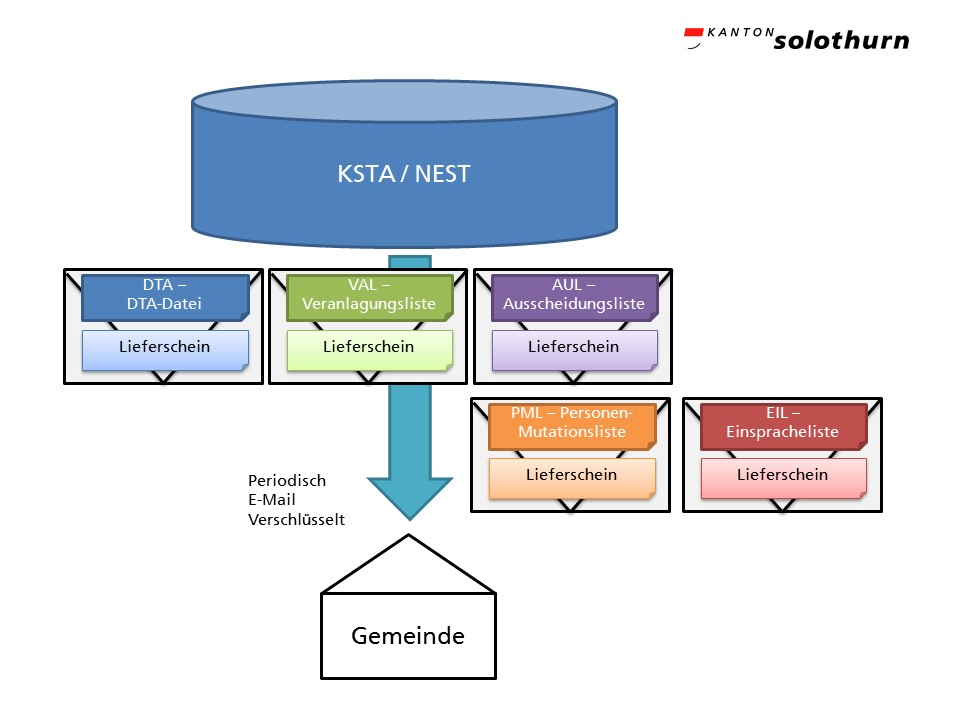 KANTON solothurn
KSTA / NEST
DTA –
DTA-Datei
Lieferschein
VAL –
Veranlagungsliste
Lieferschein
AUL –
Ausscheidungsliste
Lieferschein
PML – Personen-
Mutationsliste
Lieferschein
EIL –
Einspracheliste
Lieferschein
Periodisch
E-Mail
Verschlüsselt
Gemeinde